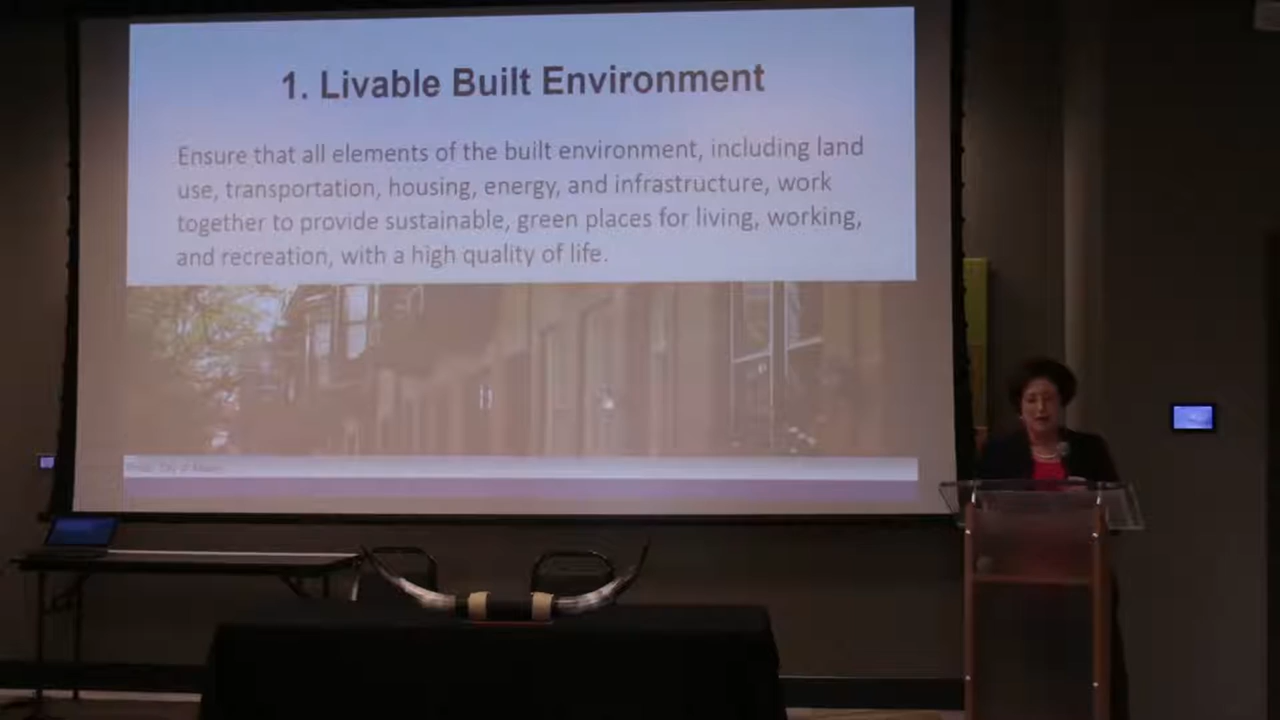 1. Livable Built Environment
Ensure that all elements of the built environment, including land
use, transportation, housing, energy, and infrastructure, work
together to provide sustainable, green places for living, working,
and recreation, with a high quality of life.